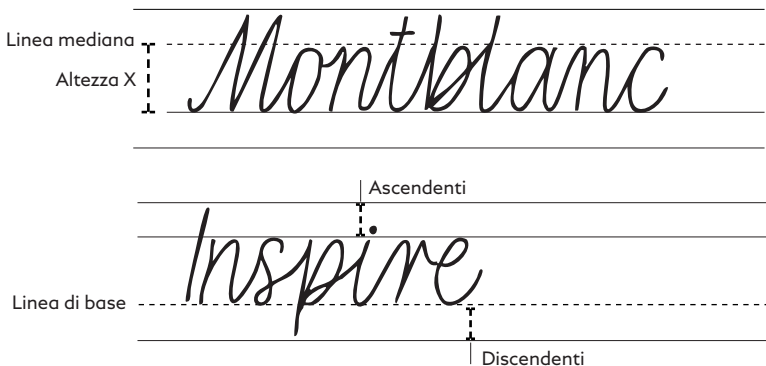 Linea mediana
Altezza X
Montblanc
Ascendenti
Inspire
Linea di base
Discendenti